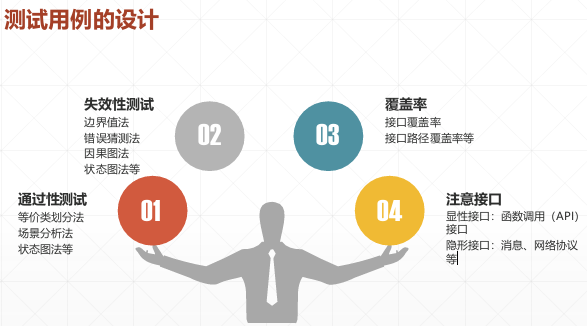 测试用例的设计
01
通过性测试
等价类划分法
场景分析法
状态图法等
02
失效性测试
边界值法
错误猜测法
因果图法
状态图法等
03
覆盖率
接口覆盖率
接口路径覆盖率等
04
注意接口
显性接口：函数调用（API）
接口
隐形接口：消息、网络协议
等